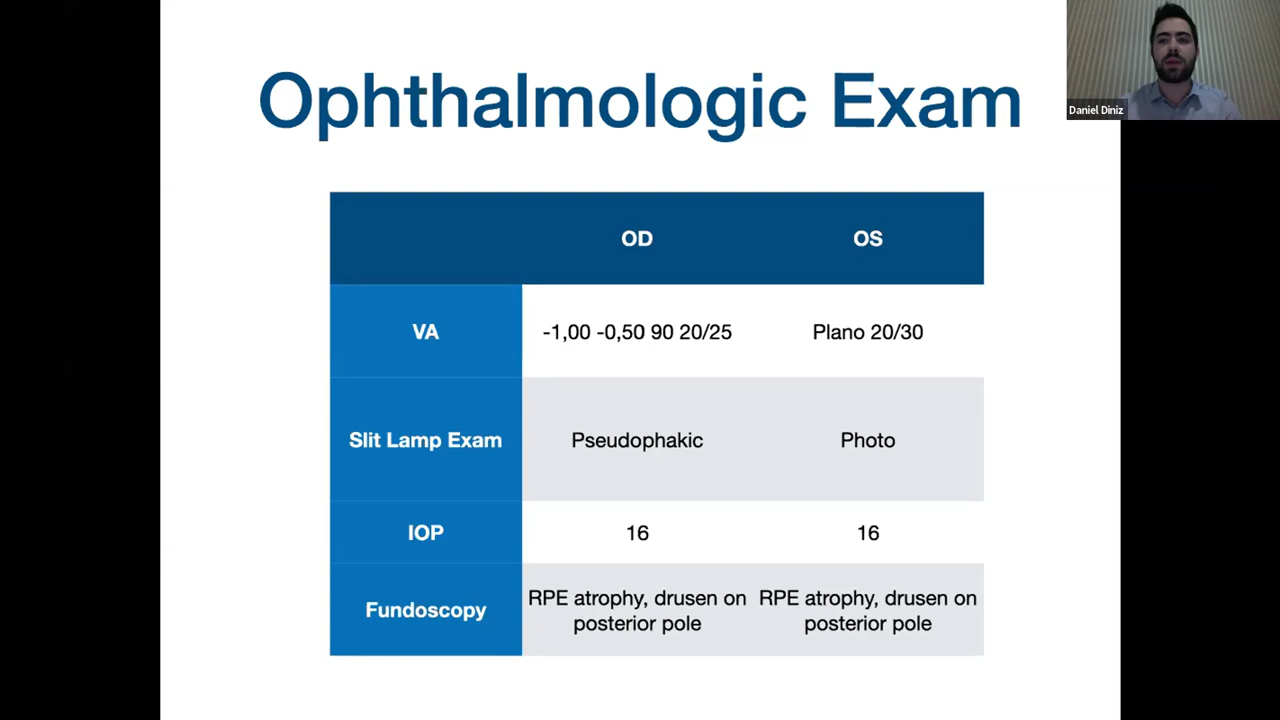 Ophthalmologic Exam
Daniel Diniz
OD OS
VA -1,00 -0,50 90 20/25 Plano 20/30
Slit Lamp Exam Pseudophakic Photo
IOP 16 16
Fundoscopy RPE atrophy, drusen on posterior pole RPE atrophy, drusen on posterior pole